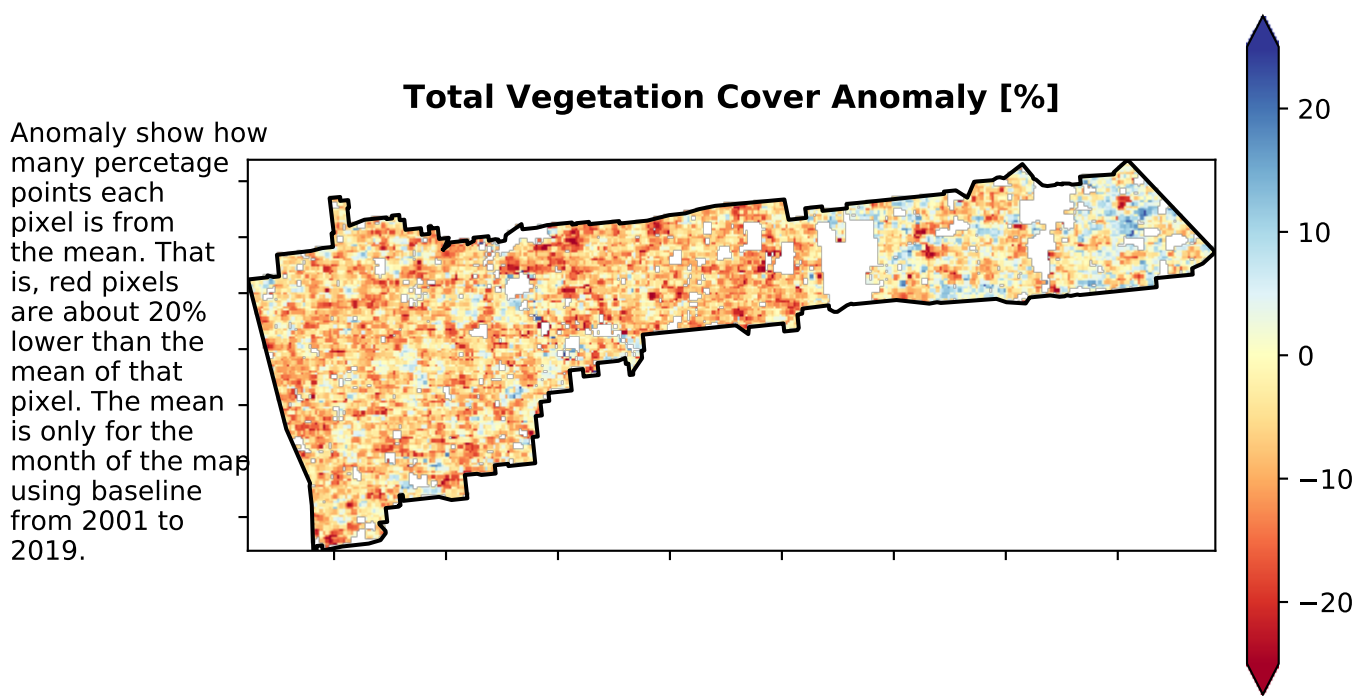 Total Vegetation Cover Anomaly [%]
Anomaly show how
many percetage
points each
pixel is from
the mean. That
is, red pixels
are about 20%
lower than the
mean of that
pixel. The mean
is only for the
month of the map
using baseline
from 2001 to
2019.
20
10
0
−10
−20